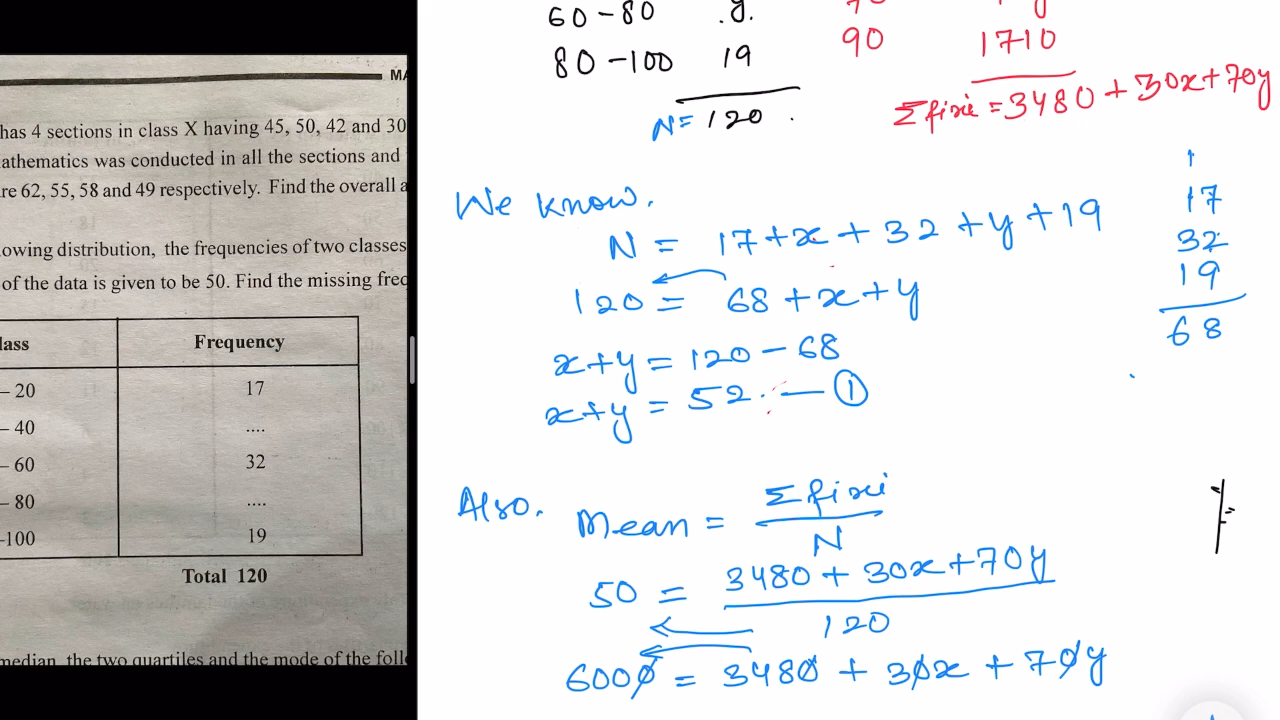 MA
has 4 sections in class X having 45, 50, 42 and 30
athematics was conducted in all the sections and
re 62, 55, 58 and 49 respectively. Find the overall a
owing distribution, the frequencies of two classes
of the data is given to be 50. Find the missing freq
lass Frequency
– 20 17
– 40 ....
– 60 32
– 80 ....
-100 19
Total 120
median, the two quartiles and the mode of the foll
60-80 y.
80-100 19 90 1710
N= 120 .
Σfixi = 3480 + 30x + 70y
We know.
N = 17+x+32+y+19
120 = 68+x+y
x+y = 120-68
x+y = 52. — ①
17
32
19
68
Also. Mean = Σfixi / N
50 = 3480 + 30x+70y / 120
6000 = 3480 + 30x + 70y